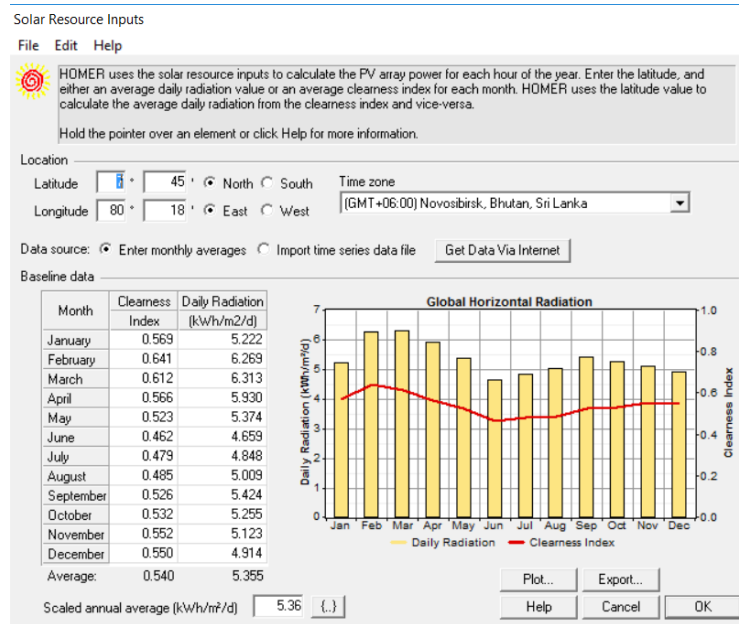 Solar Resource Inputs
File Edit Help
HOMER uses the solar resource inputs to calculate the PV array power for each hour of the year. Enter the latitude, and
either an average daily radiation value or an average clearness index for each month. HOMER uses the latitude value to
calculate the average daily radiation from the clearness index and vice-versa.
Hold the pointer over an element or click Help for more information.
Location
Latitude ° 45 ' North South Time zone
Longitude 80 ° 18 ' East West (GMT+06:00) Novosibirsk, Bhutan, Sri Lanka
Data source: Enter monthly averages Import time series data file Get Data Via Internet
Baseline data
Month Clearness Daily Radiation
Index (kWh/m2/d)
January 0.569 5.222
February 0.641 6.269
March 0.612 6.313
April 0.566 5.930
May 0.523 5.374
June 0.462 4.659
July 0.479 4.848
August 0.485 5.009
September 0.526 5.424
October 0.532 5.255
November 0.552 5.123
December 0.550 4.914
Average: 0.540 5.355
Scaled annual average (kWh/m²/d) 5.36 {..}
Global Horizontal Radiation
Daily Radiation (kWh/m²/d)
7
6
5
4
3
2
1
0
1.0
0.8
0.6
0.4
0.2
0.0
Clearness Index
Jan Feb Mar Apr May Jun Jul Aug Sep Oct Nov Dec
Daily Radiation Clearness Index
Plot... Export...
Help Cancel OK